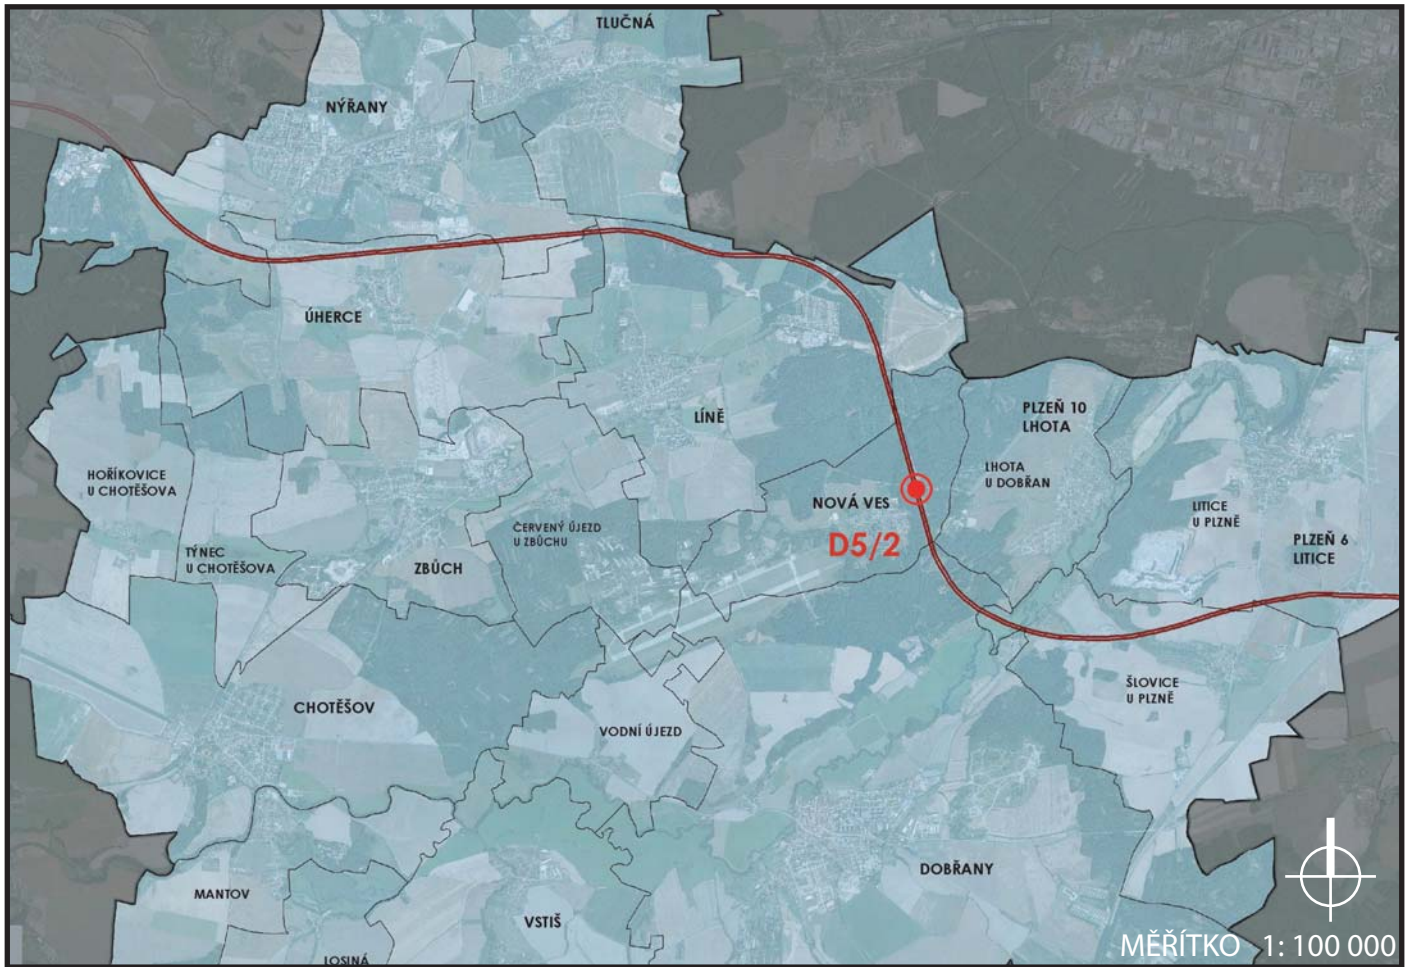 TLUČNÁ
NÝŘANY
ÚHERCE
LÍNĚ
PLZEŇ 10
LHOTA
HOŘÍKOVICE
U CHOTĚŠOVA
LHOTA
U DOBŘAN
NOVÁ VES
D5/2
LITICE
U PLZNĚ
ČERVENÝ ÚJEZD
U ZBŮCHU
PLZEŇ 6
LITICE
TÝNEC
U CHOTĚŠOVA
ZBŮCH
ŠLOVICE
U PLZNĚ
CHOTĚŠOV
VODNÍ ÚJEZD
DOBŘANY
MANTOV
VSTIŠ
MĚŘÍTKO 1: 100 000
LOSINÁ